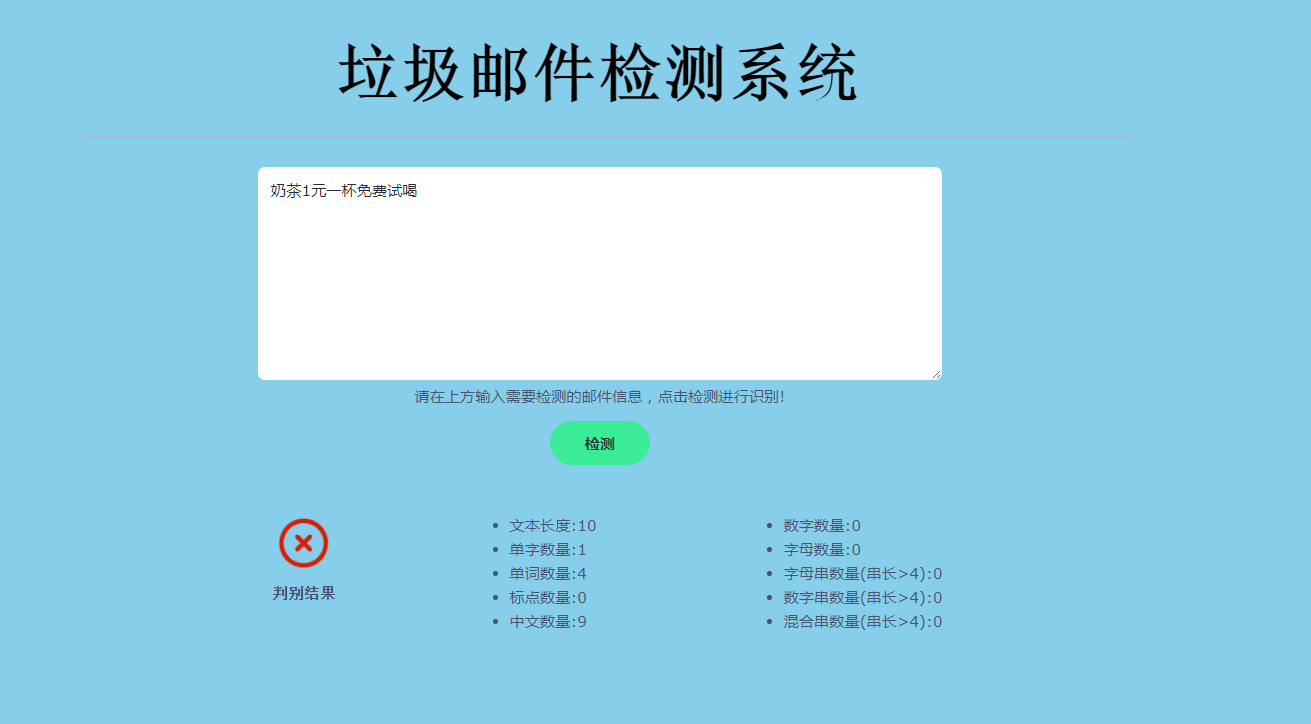 垃圾邮件检测系统
奶茶1元一杯免费试喝
请在上方输入需要检测的邮件信息，点击检测进行识别!
检测
判别结果
文本长度:10
单字数量:1
单词数量:4
标点数量:0
中文数量:9
数字数量:0
字母数量:0
字母串数量(串长>4):0
数字串数量(串长>4):0
混合串数量(串长>4):0